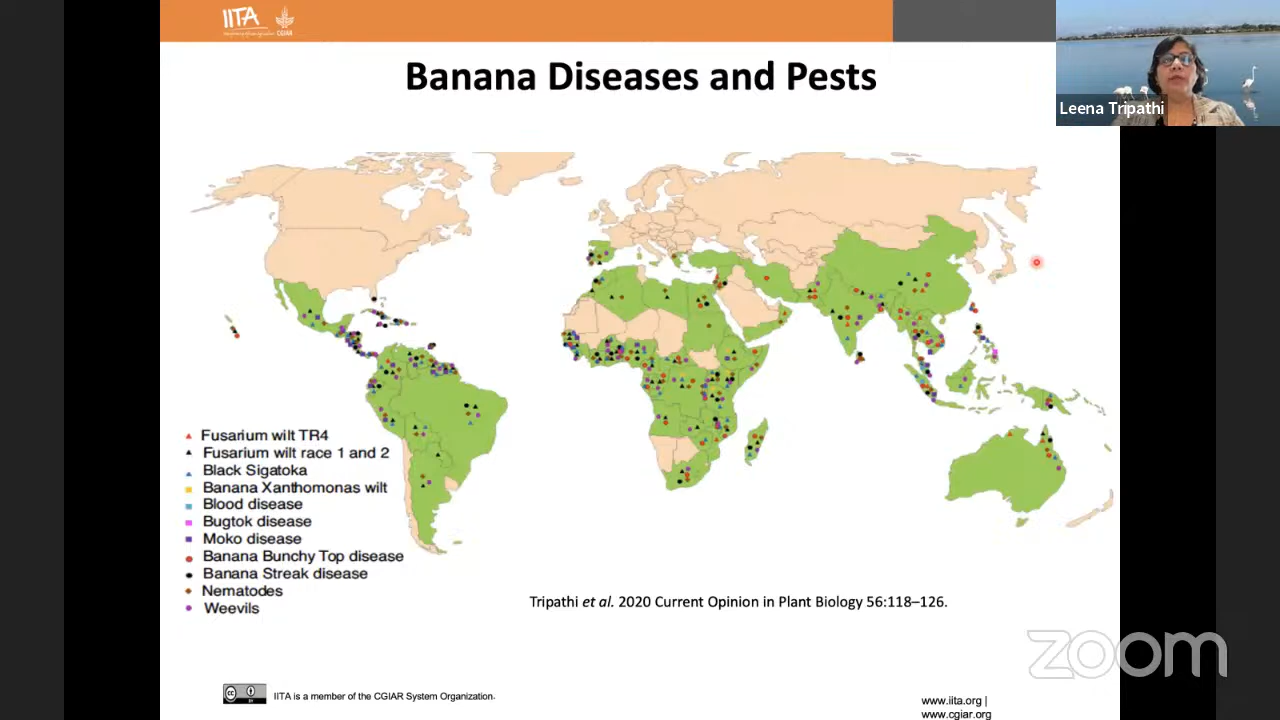 IITA
CGIAR
Leena Tripathi
Banana Diseases and Pests
Fusarium wilt TR4
Fusarium wilt race 1 and 2
Black Sigatoka
Banana Xanthomonas wilt
Blood disease
Bugtok disease
Moko disease
Banana Bunchy Top disease
Banana Streak disease
Nematodes
Weevils
Tripathi et al. 2020 Current Opinion in Plant Biology 56:118–126.
zoom
cc
BY
IITA is a member of the CGIAR System Organization.
www.iita.org |
www.cgiar.org